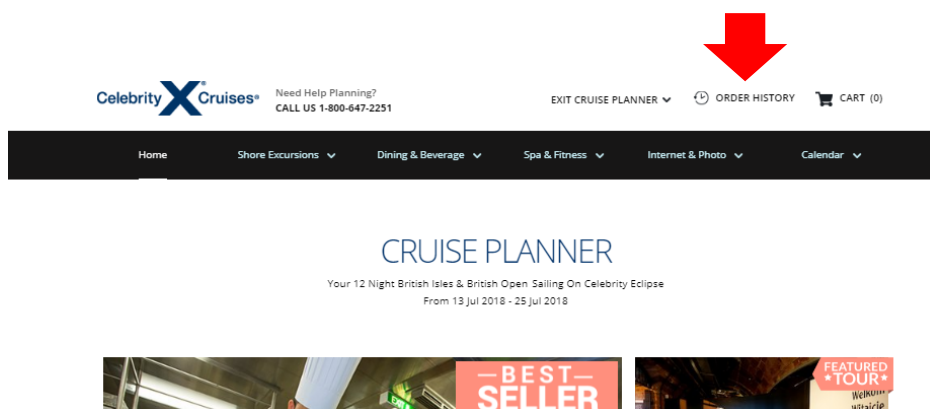 Celebrity X Cruises®
Need Help Planning?
CALL US 1-800-647-2251
EXIT CRUISE PLANNER
ORDER HISTORY
CART (0)
Home
Shore Excursions
Dining & Beverage
Spa & Fitness
Internet & Photo
Calendar
CRUISE PLANNER
Your 12 Night British Isles & British Open Sailing On Celebrity Eclipse
From 13 Jul 2018 - 25 Jul 2018
—BEST—
SELLER
FEATURED
★TOUR★
Welkom
EXIT